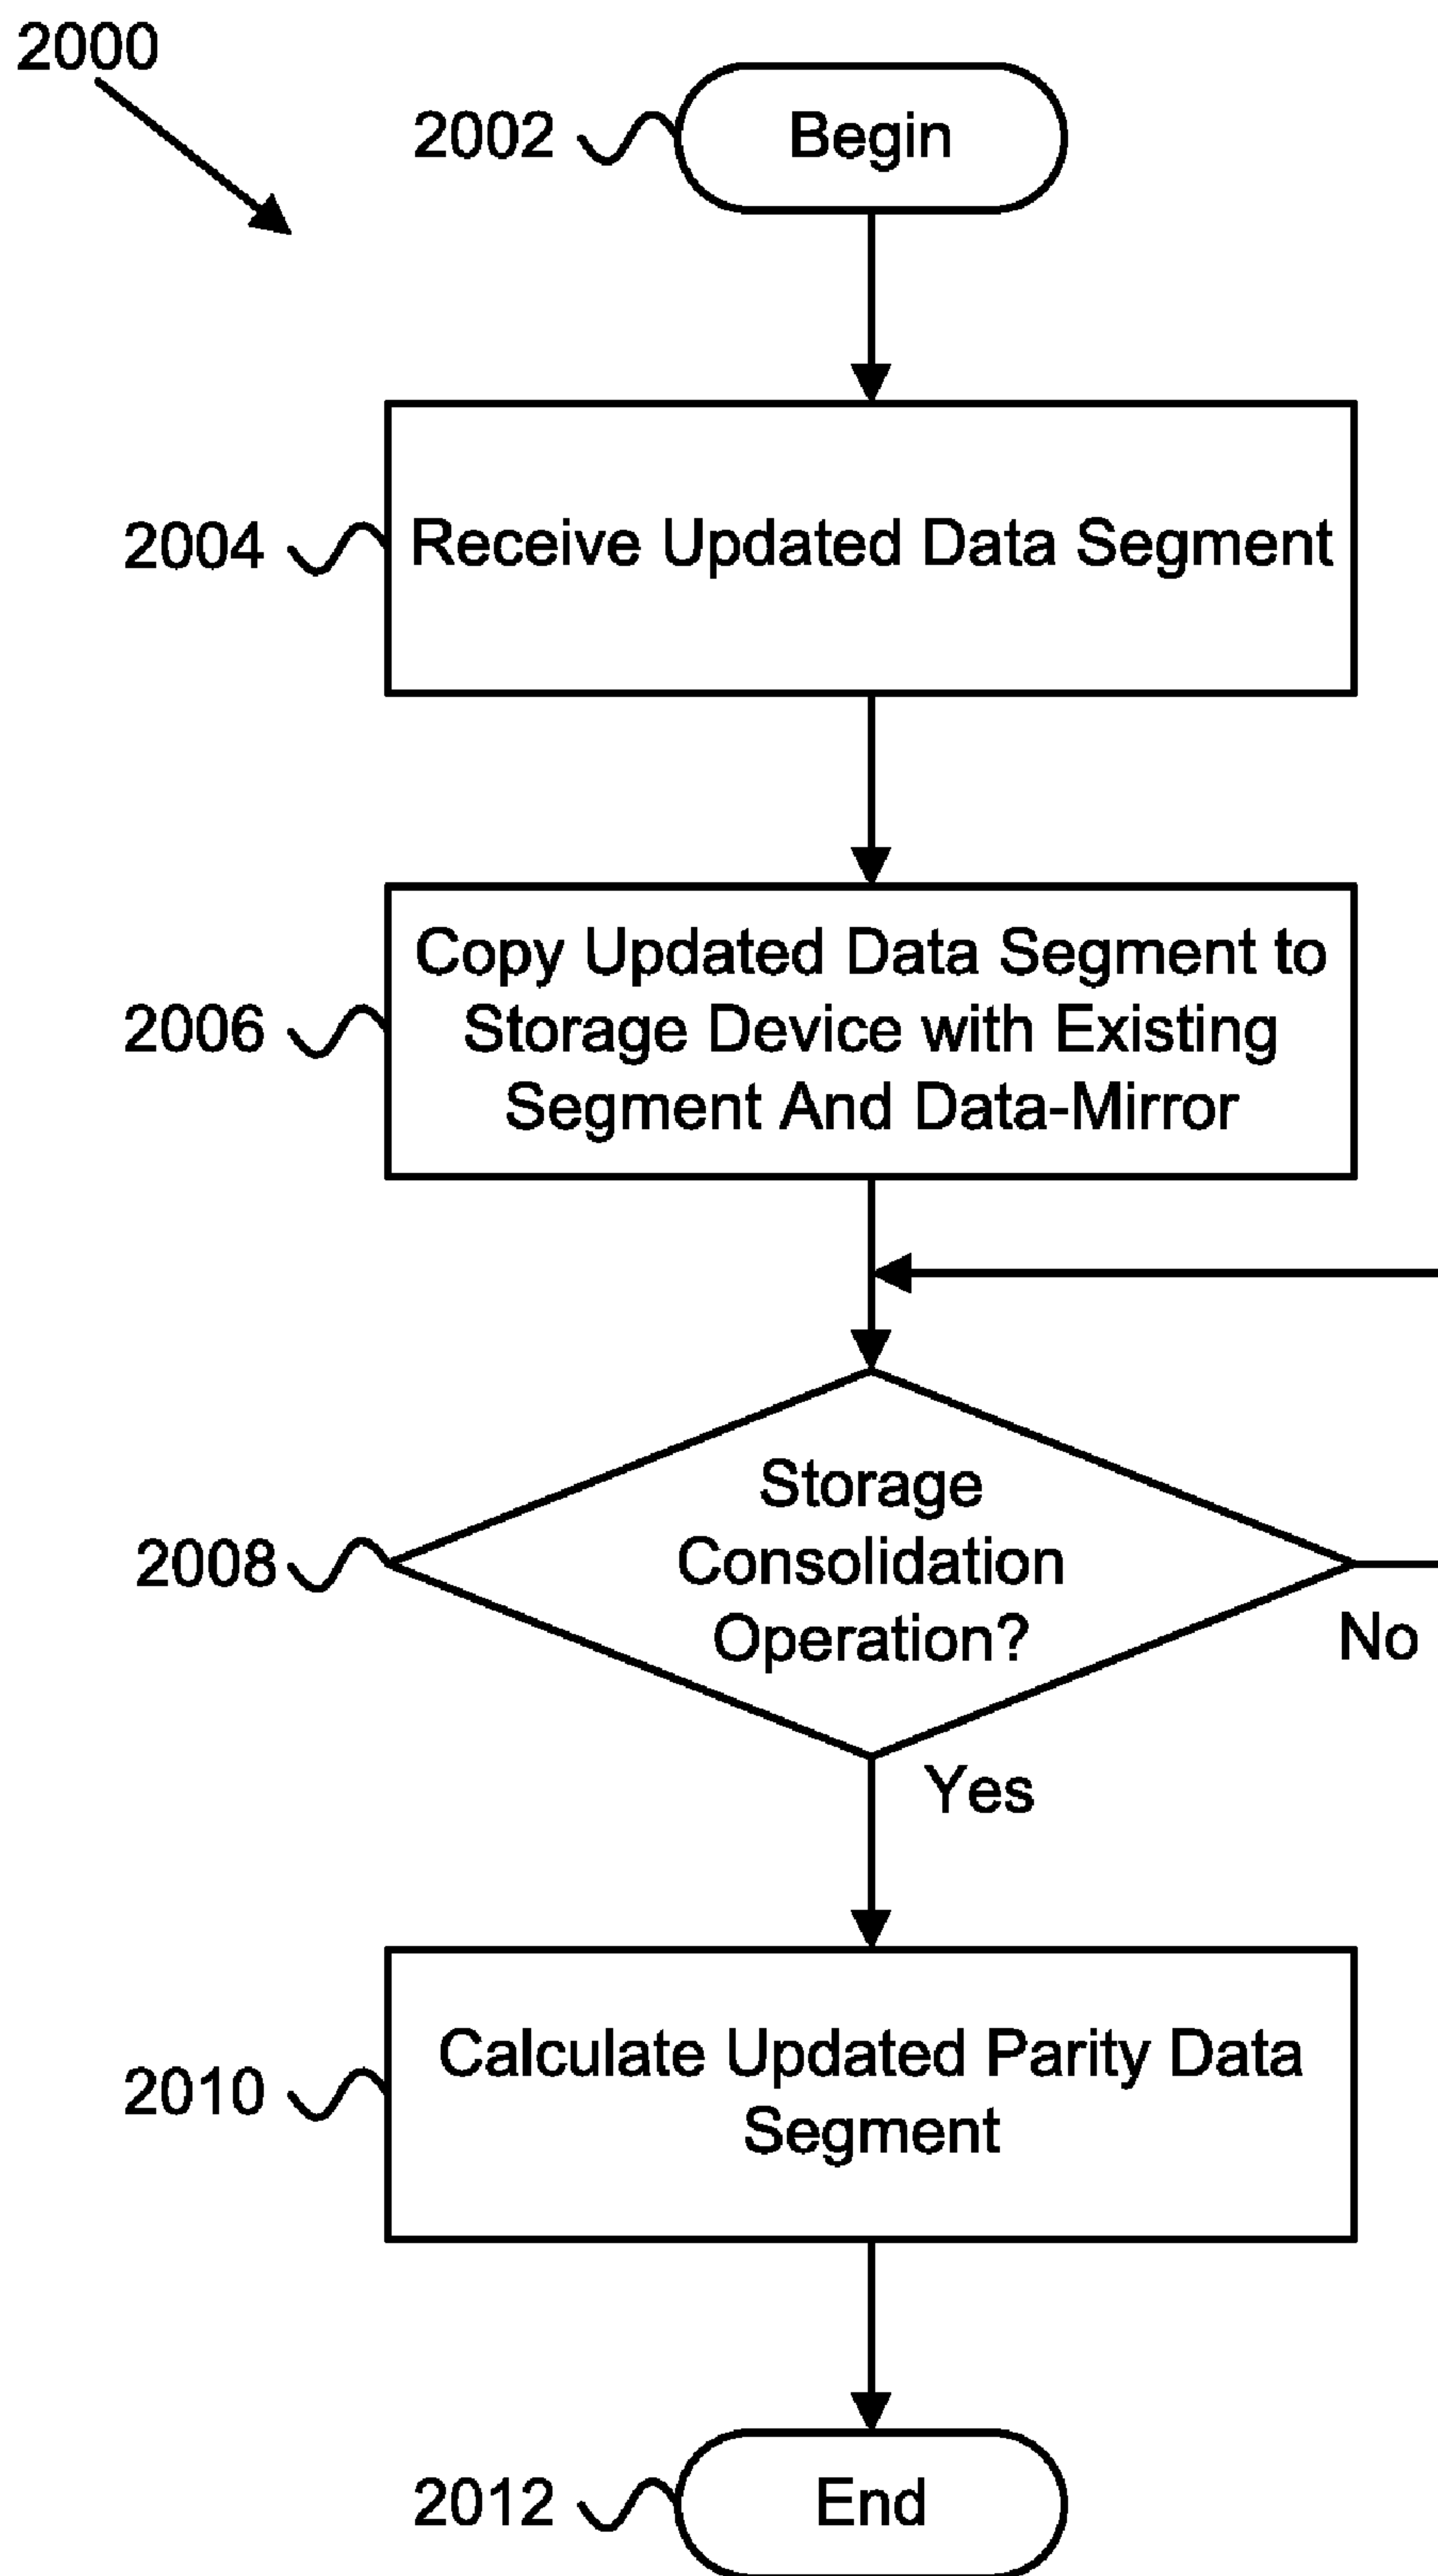 2000
2002
Begin
2004
Receive Updated Data Segment
2006
Copy Updated Data Segment to
Storage Device with Existing
Segment And Data-Mirror
2008
Storage
Consolidation
Operation?
No
Yes
2010
Calculate Updated Parity Data
Segment
2012
End